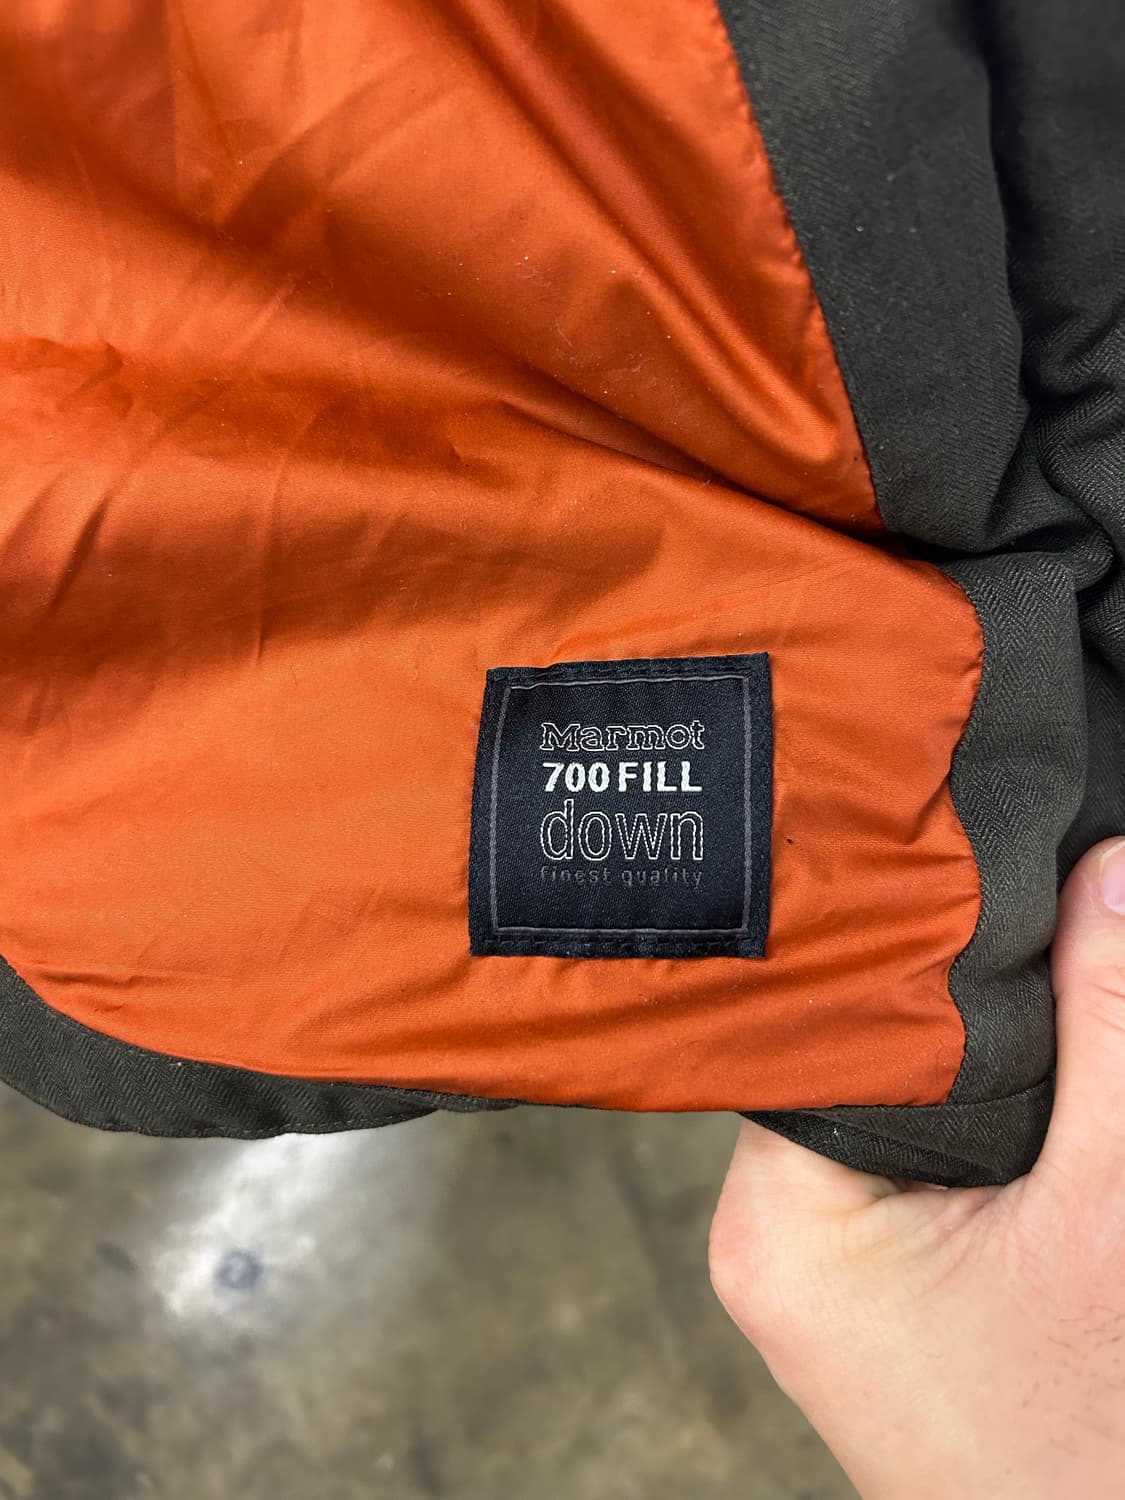 Marmot
700 FILL
down
finest quality